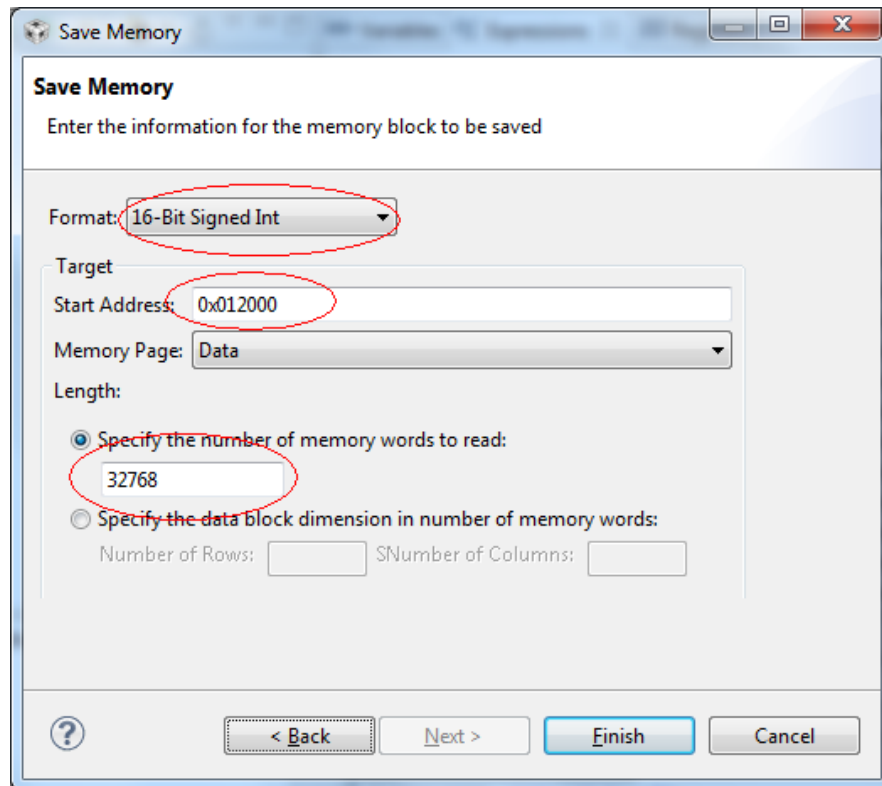 Save Memory
Save Memory
Enter the information for the memory block to be saved
Format: 16-Bit Signed Int
Target
Start Address: 0x012000
Memory Page: Data
Length:
Specify the number of memory words to read:
32768
Specify the data block dimension in number of memory words:
Number of Rows: SNumber of Columns:
? < Back Next > Finish Cancel